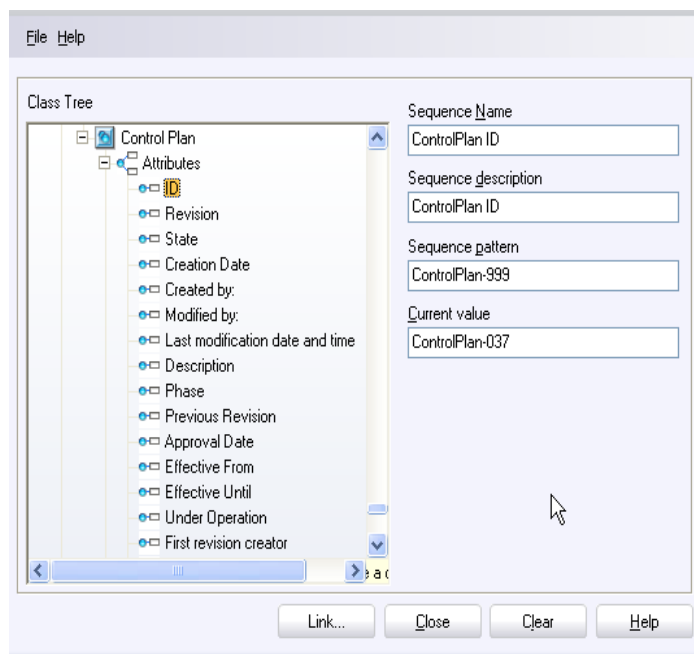 File Help
Class Tree
Control Plan
Attributes
ID
Revision
State
Creation Date
Created by:
Modified by:
Last modification date and time
Description
Phase
Previous Revision
Approval Date
Effective From
Effective Until
Under Operation
First revision creator
Sequence Name
ControlPlan ID
Sequence description
ControlPlan ID
Sequence pattern
ControlPlan-999
Current value
ControlPlan-037
Link... Close Clear Help